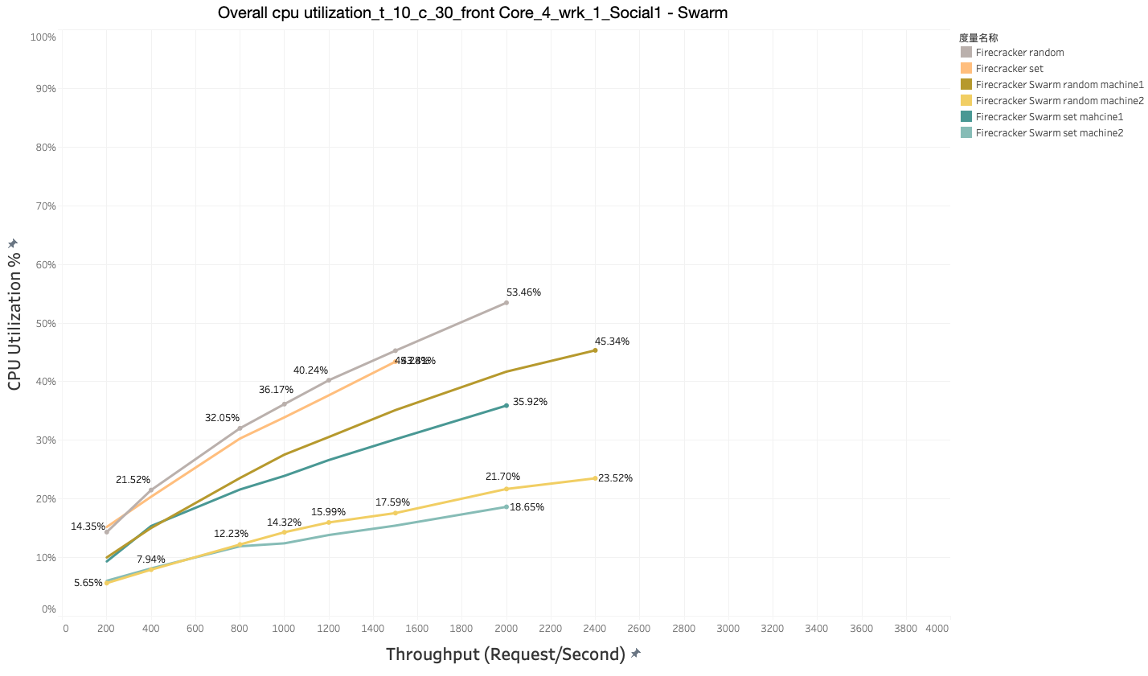 Overall cpu utilization_t_10_c_30_front Core_4_wrk_1_Social1 - Swarm
度量名称
Firecracker random
Firecracker set
Firecracker Swarm random machine1
Firecracker Swarm random machine2
Firecracker Swarm set mahcine1
Firecracker Swarm set machine2
CPU Utilization %
100%
90%
80%
70%
60%
50%
40%
30%
20%
10%
0%
53.46%
45.34%
40.24%
36.17%
35.92%
32.05%
21.52%
14.35%
21.70%
23.52%
18.65%
17.59%
15.99%
14.32%
12.23%
7.94%
5.65%
0 200 400 600 800 1000 1200 1400 1600 1800 2000 2200 2400 2600 2800 3000 3200 3400 3600 3800 4000
Throughput (Request/Second)